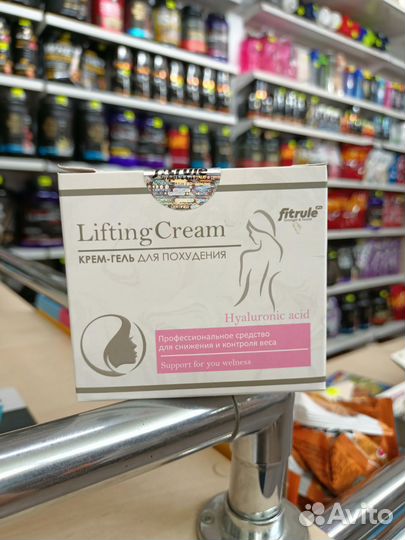 fitrule
Lifting Cream
КРЕМ-ГЕЛЬ ДЛЯ ПОХУДЕНИЯ
Hyaluronic acid
Профессиональное средство
для снижения и контроля веса
Support for you welness
Avito